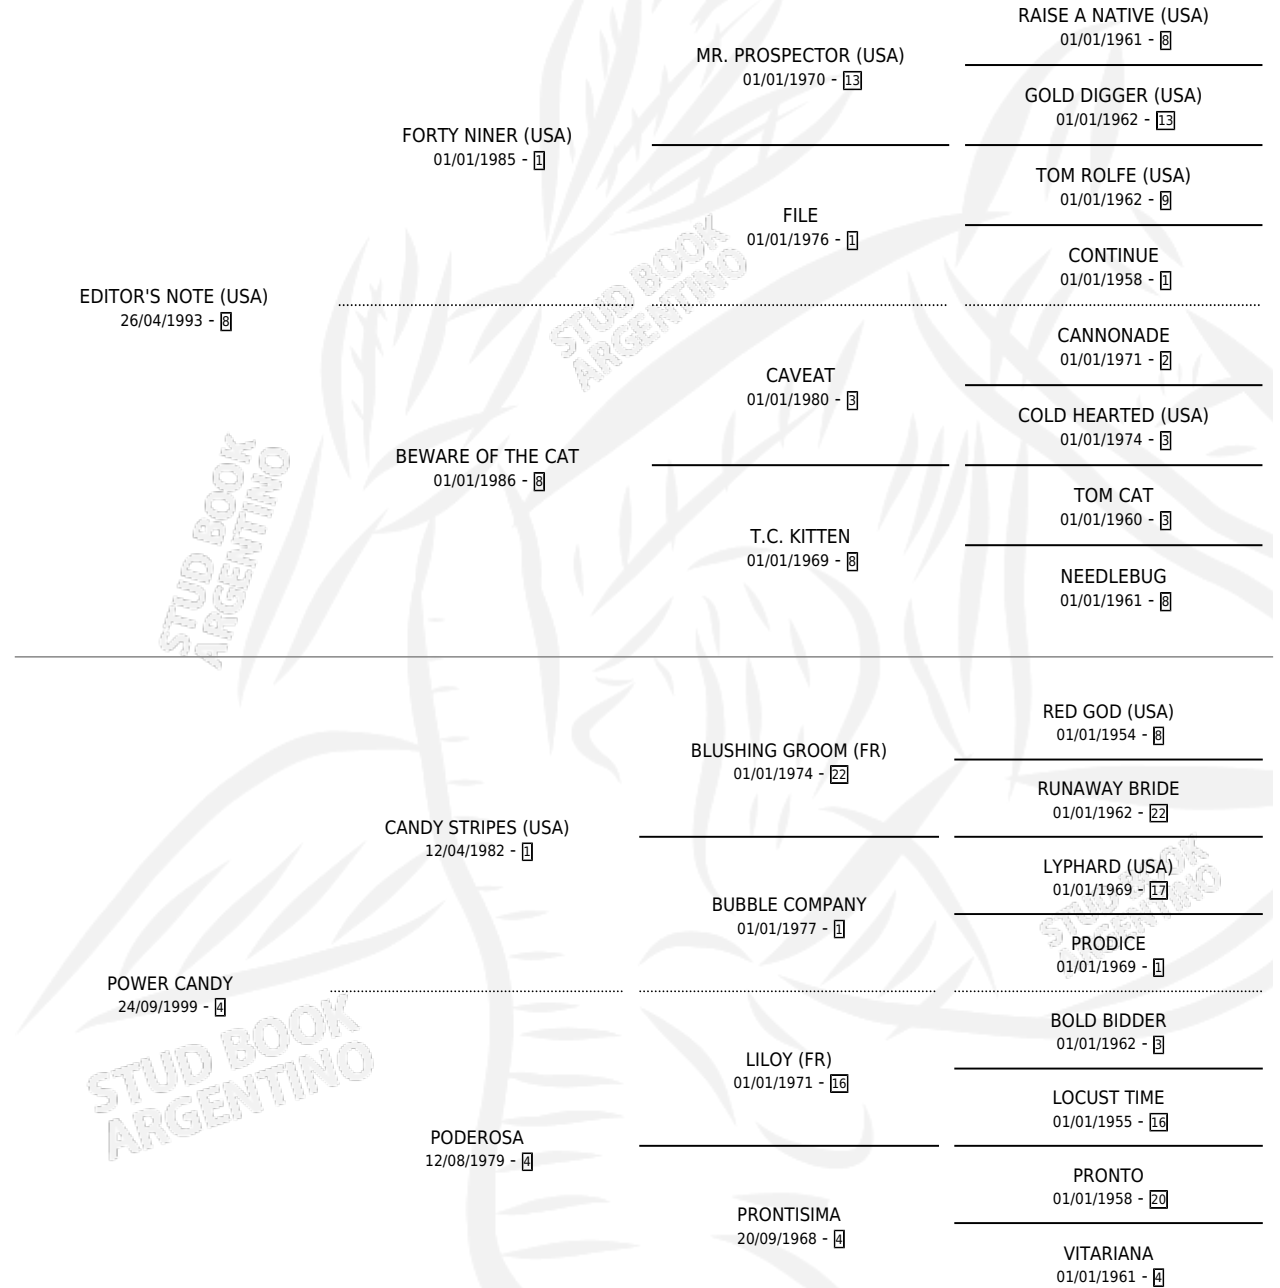 RAISE A NATIVE (USA)
01/01/1961 - 8
MR. PROSPECTOR (USA)
01/01/1970 - 13
GOLD DIGGER (USA)
01/01/1962 - 13
FORTY NINER (USA)
01/01/1985 - 1
TOM ROLFE (USA)
01/01/1962 - 9
FILE
01/01/1976 - 1
CONTINUE
01/01/1958 - 1
EDITOR'S NOTE (USA)
26/04/1993 - 8
CANNONADE
01/01/1971 - 2
CAVEAT
01/01/1980 - 3
COLD HEARTED (USA)
01/01/1974 - 3
BEWARE OF THE CAT
01/01/1986 - 8
TOM CAT
01/01/1960 - 3
T.C. KITTEN
01/01/1969 - 8
NEEDLEBUG
01/01/1961 - 8
RED GOD (USA)
01/01/1954 - 8
BLUSHING GROOM (FR)
01/01/1974 - 22
RUNAWAY BRIDE
01/01/1962 - 22
CANDY STRIPES (USA)
12/04/1982 - 1
LYPHARD (USA)
01/01/1969 - 17
BUBBLE COMPANY
01/01/1977 - 1
PRODICE
01/01/1969 - 1
POWER CANDY
24/09/1999 - 4
BOLD BIDDER
01/01/1962 - 3
LILOY (FR)
01/01/1971 - 16
LOCUST TIME
01/01/1955 - 16
PODEROSA
12/08/1979 - 4
PRONTO
01/01/1958 - 20
PRONTISIMA
20/09/1968 - 4
VITARIANA
01/01/1961 - 4
STUD BOOK
ARGENTINO
STUD BOOK
ARGENTINO
STUD BOOK
ARGENTINO
STUD BOOK
ARGENTINO